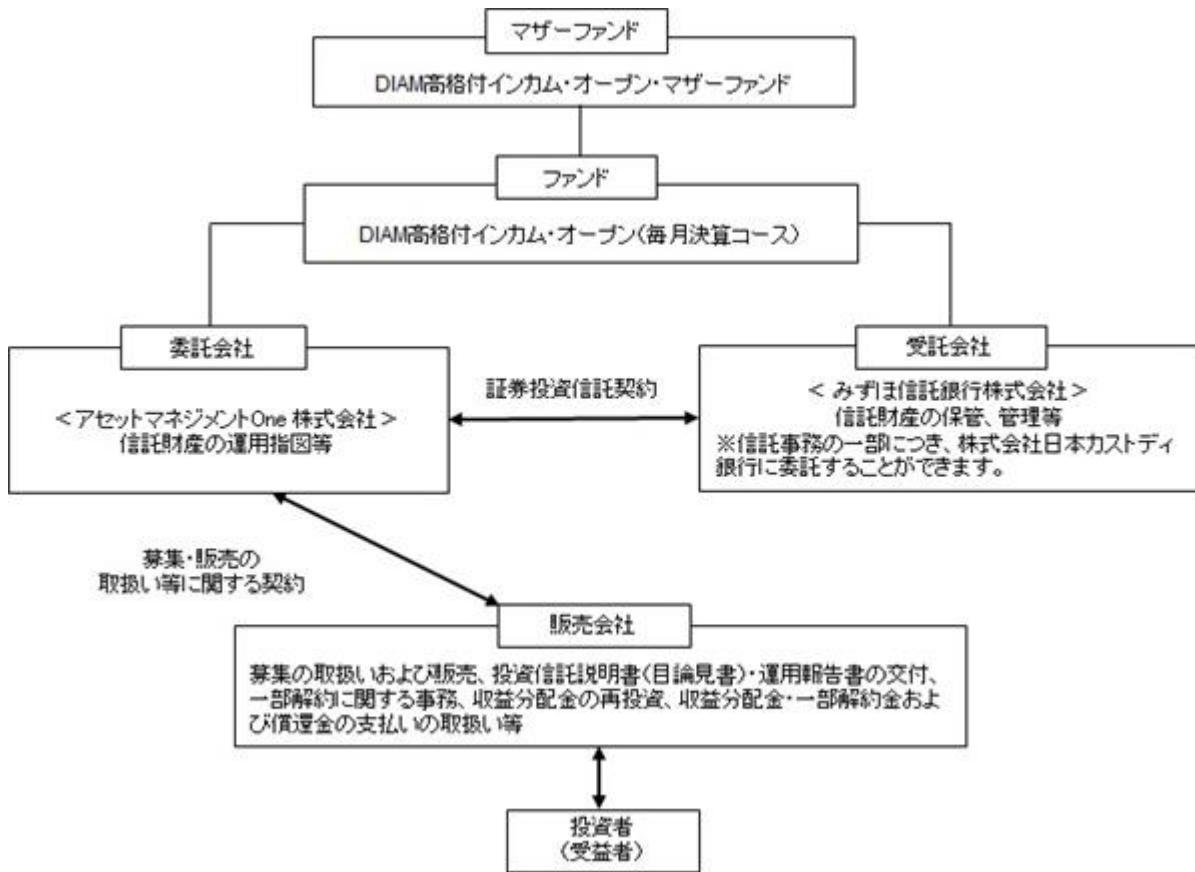 マザーファンド
DIAM高格付インカム・オープン・マザーファンド
ファンド
DIAM高格付インカム・オープン(毎月決算コース)
委託会社
<アセットマネジメントOne 株式会社>
信託財産の運用指図等
証券投資信託契約
受託会社
< みずほ信託銀行株式会社>
信託財産の保管、管理等
※信託事務の一部につき、株式会社日本カストディ
銀行に委託することができます。
募集・販売の
取扱い等に関する契約
販売会社
募集の取扱いおよび販売、投資信託説明書(目論見書)・運用報告書の交付、
一部解約に関する事務、収益分配金の再投資、収益分配金・一部解約金およ
び償還金の支払いの取扱い等
投資者
(受益者)